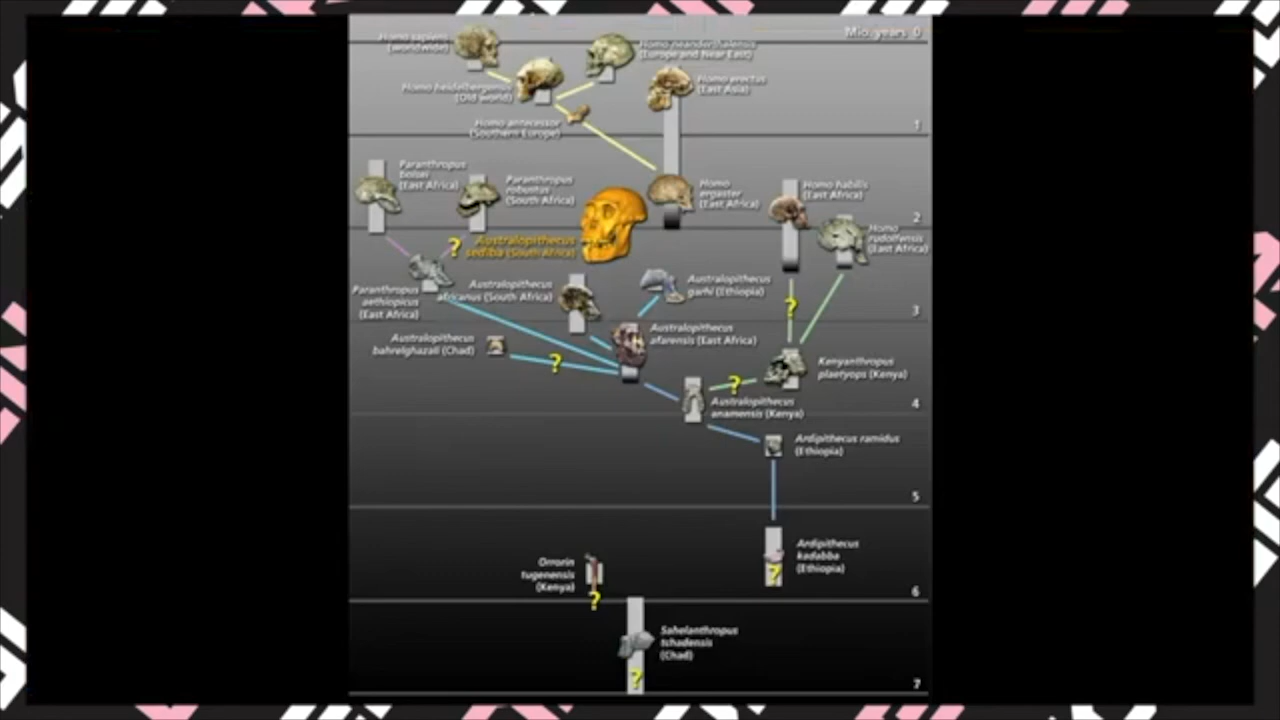 Mio. years 0
Homo sapiens
(worldwide)
Homo neanderthalensis
(Europe and Near East)
Homo heidelbergensis
(Old world)
Homo erectus
(East Asia)
Homo antecessor
(Southern Europe)
1
Paranthropus
boisei
(East Africa)
Paranthropus
robustus
(South Africa)
Homo
ergaster
(East Africa)
Homo habilis
(East Africa)
2
Homo
rudolfensis
(East Africa)
?
Australopithecus
sediba (South Africa)
Paranthropus
aethiopicus
(East Africa)
Australopithecus
africanus (South Africa)
Australopithecus
garhi (Ethiopia)
?
3
Australopithecus
bahrelghazali (Chad)
?
Australopithecus
afarensis (East Africa)
Kenyanthropus
platyops (Kenya)
?
Australopithecus
anamensis (Kenya)
4
Ardipithecus ramidus
(Ethiopia)
5
Orrorin
tugenensis
(Kenya)
?
Ardipithecus
kadabba
(Ethiopia)
?
6
Sahelanthropus
tchadensis
(Chad)
?
7